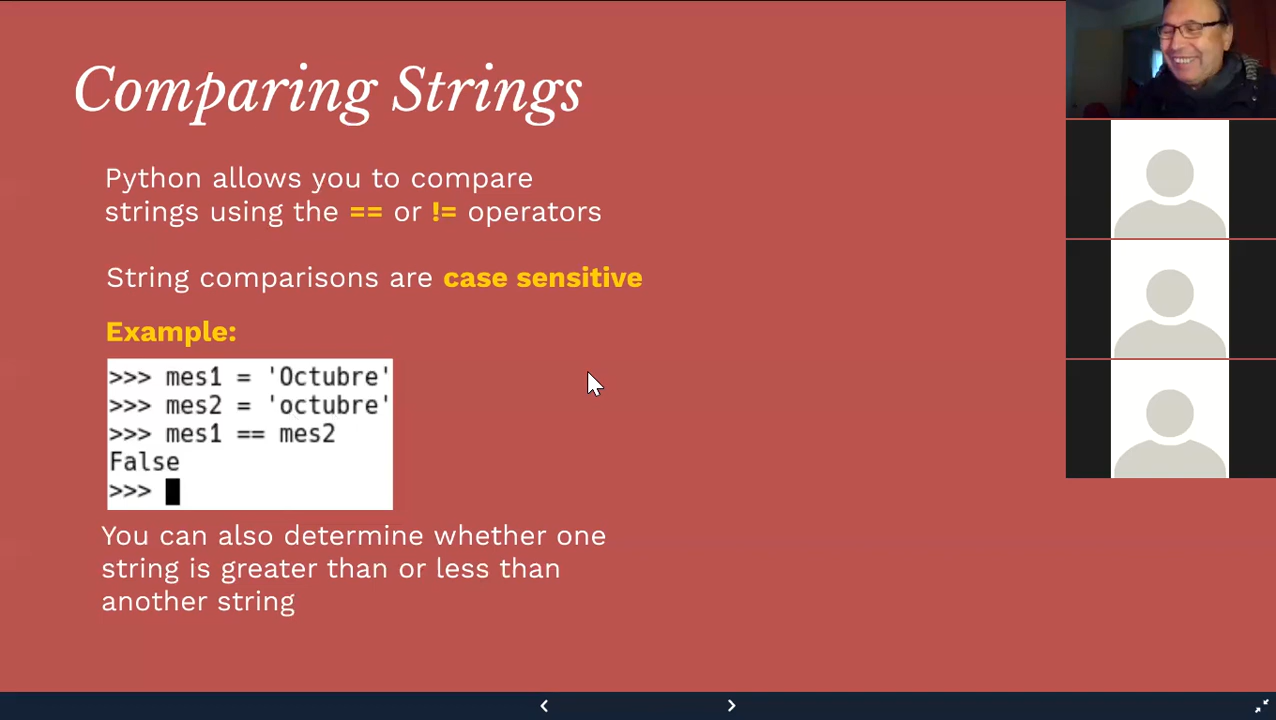 Comparing Strings
Python allows you to compare
strings using the == or != operators
String comparisons are case sensitive
Example:
>>> mes1 = 'Octubre'
>>> mes2 = 'octubre'
>>> mes1 == mes2
False
>>>
You can also determine whether one
string is greater than or less than
another string